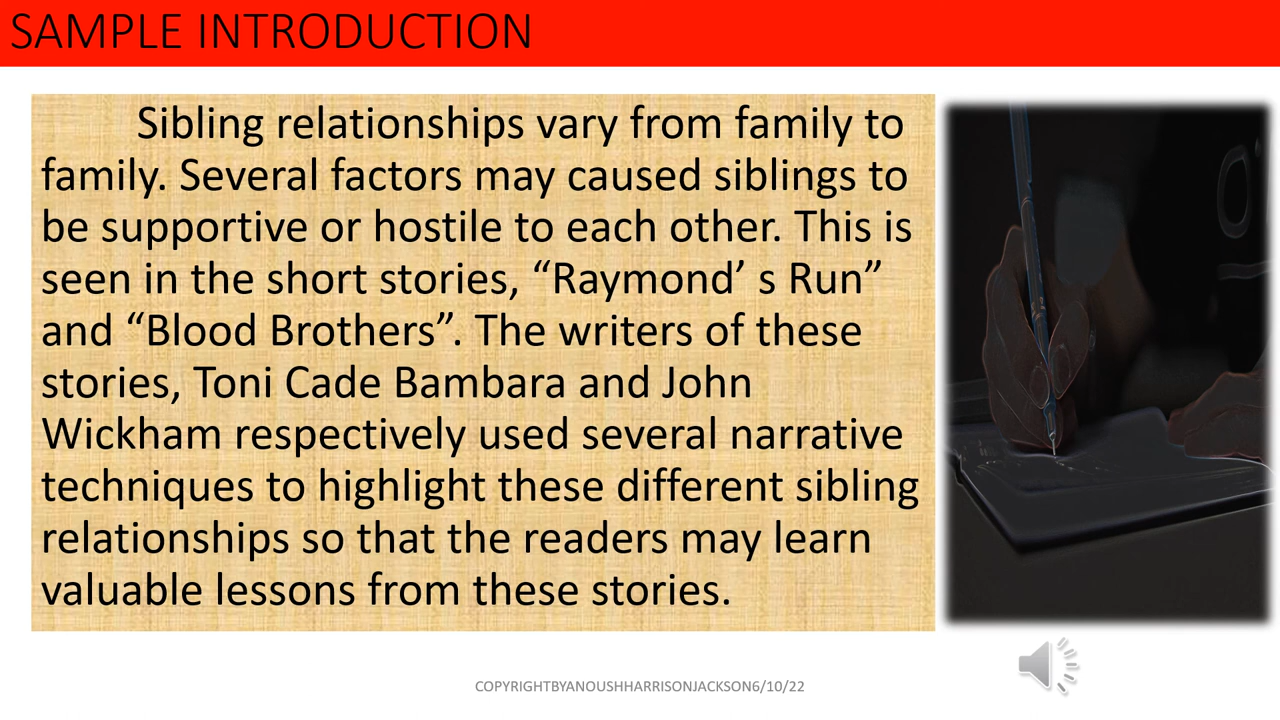 SAMPLE INTRODUCTION
Sibling relationships vary from family to
family. Several factors may caused siblings to
be supportive or hostile to each other. This is
seen in the short stories, “Raymond’ s Run”
and “Blood Brothers”. The writers of these
stories, Toni Cade Bambara and John
Wickham respectively used several narrative
techniques to highlight these different sibling
relationships so that the readers may learn
valuable lessons from these stories.
COPYRIGHTBYANOUSHHARRISONJACKSON6/10/22